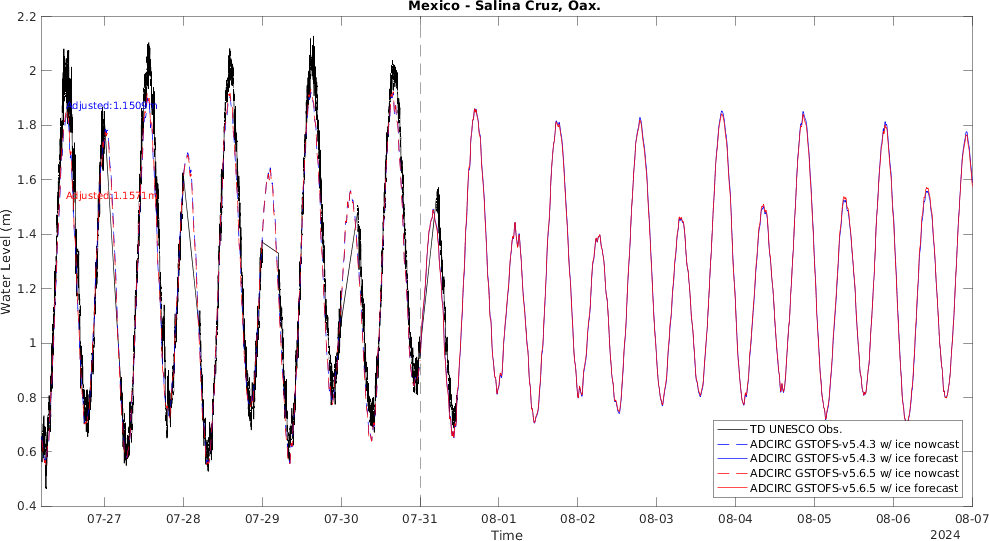 Mexico - Salina Cruz, Oax.
2.2
2
1.8
1.6
1.4
1.2
1
0.8
0.6
0.4
Water Level (m)
Adjusted:1.1509m
Adjusted:1.1571m
TD UNESCO Obs.
ADCIRC GSTOFS-v5.4.3 w/ ice nowcast
ADCIRC GSTOFS-v5.4.3 w/ ice forecast
ADCIRC GSTOFS-v5.6.5 w/ ice nowcast
ADCIRC GSTOFS-v5.6.5 w/ ice forecast
07-27 07-28 07-29 07-30 07-31 08-01 08-02 08-03 08-04 08-05 08-06 08-07
Time
2024